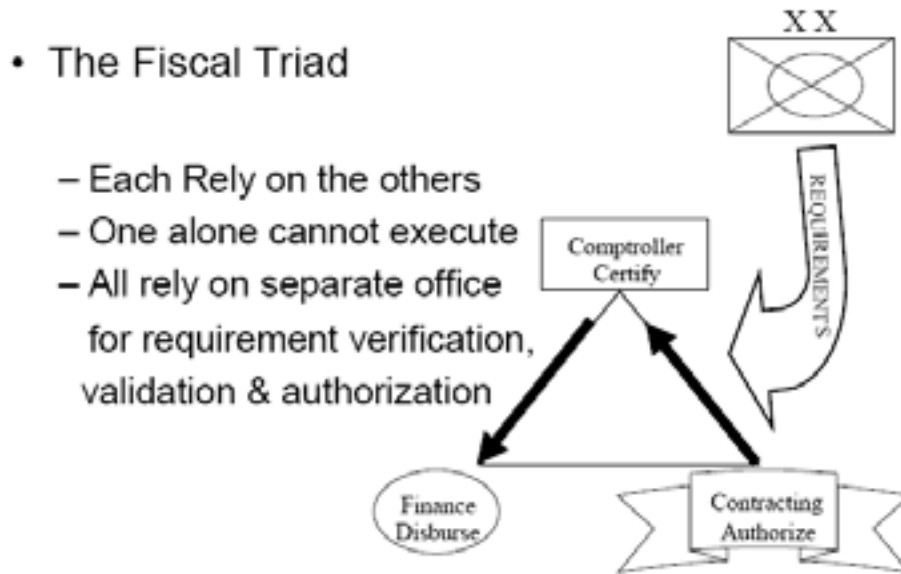 X X
• The Fiscal Triad
– Each Rely on the others
– One alone cannot execute
– All rely on separate office
for requirement verification,
validation & authorization
REQUIREMENTS
Comptroller
Certify
Finance
Disburse
Contracting
Authorize